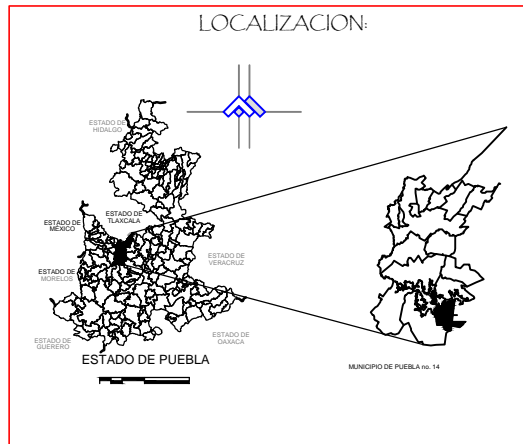 LOCALIZACION:
ESTADO DE
HIDALGO
ESTADO DE
MÉXICO
ESTADO DE
TLAXCALA
ESTADO DE
VERACRUZ
ESTADO DE
MORELOS
ESTADO DE
GUERERO
ESTADO DE
OAXACA
ESTADO DE PUEBLA
MUNICIPIO DE PUEBLA no. 14